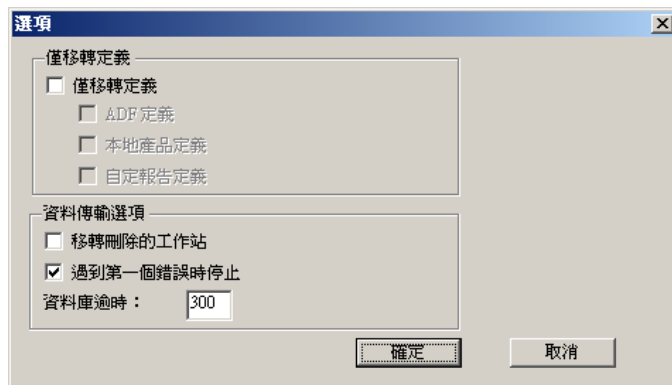 選項
僅移轉定義
僅移轉定義
ADF 定義
本地產品定義
自定報告定義
資料傳輸選項
移轉刪除的工作站
遇到第一個錯誤時停止
資料庫逾時： 300
確定 取消